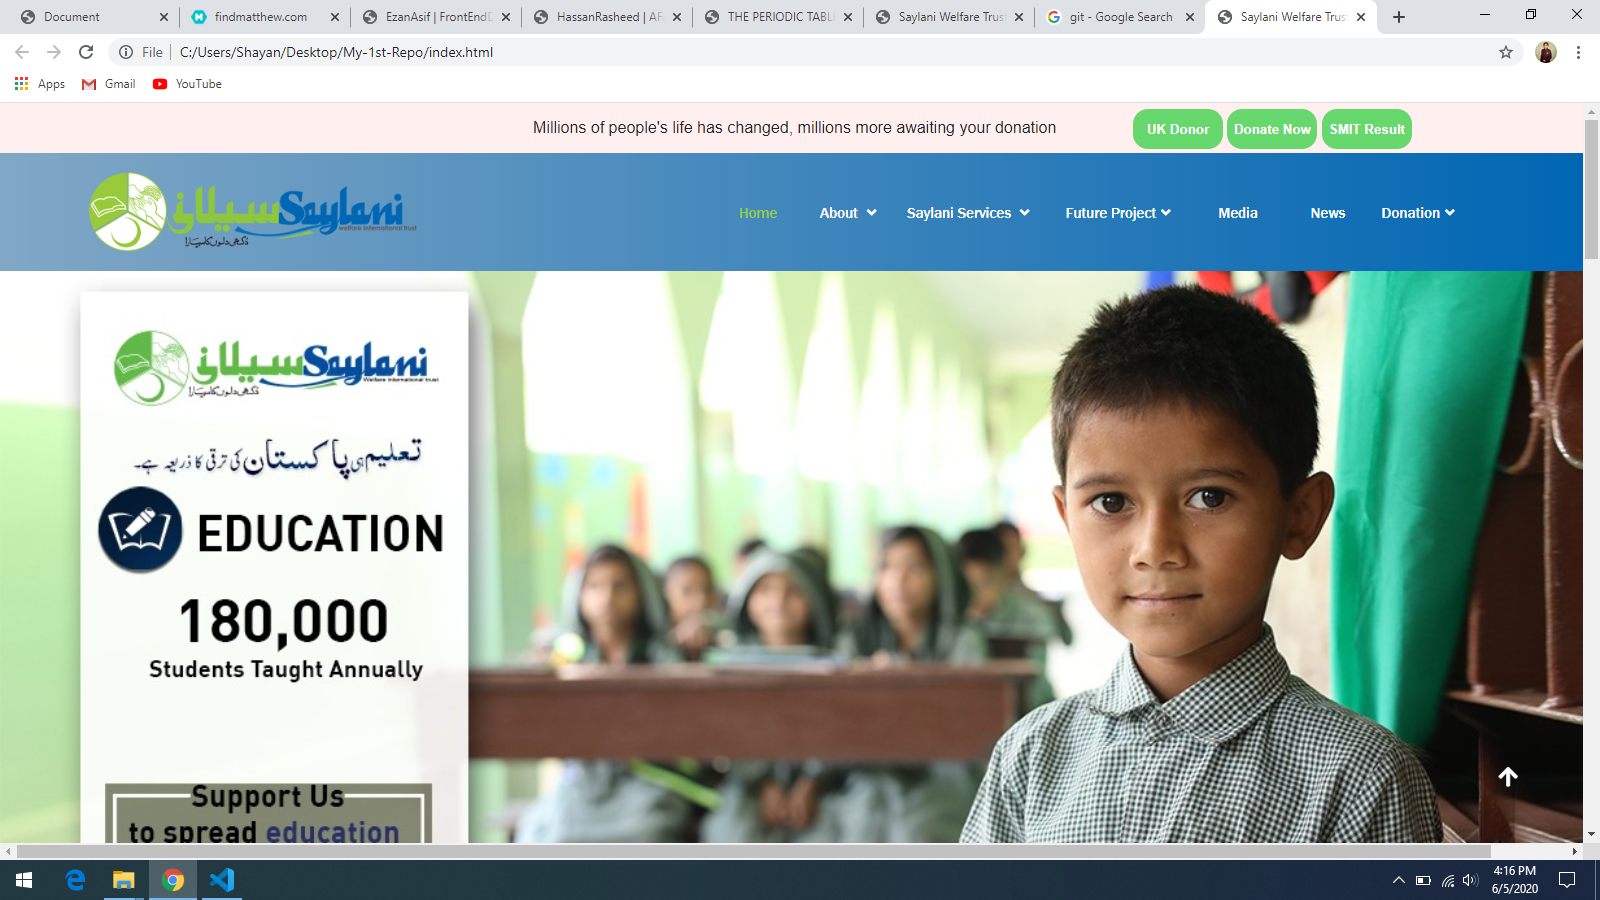 Document
findmatthew.com
EzanAsif | FrontEndD
HassanRasheed | AF
THE PERIODIC TABL
Saylani Welfare Trus
git - Google Search
Saylani Welfare Trus
File
C:/Users/Shayan/Desktop/My-1st-Repo/index.html
Apps
Gmail
YouTube
Millions of people's life has changed, millions more awaiting your donation
UK Donor
Donate Now
SMIT Result
سیلانی Saylani
welfare international trust
دکھی دلوں کا سہارا
Home
About
Saylani Services
Future Project
Media
News
Donation
سیلانی Saylani
Welfare international trust
دکھی دلوں کا سہارا
تعلیم ہی پاکستان کی ترقی کا ذریعہ ہے۔
EDUCATION
180,000
Students Taught Annually
Support Us
to spread education
4:16 PM
6/5/2020